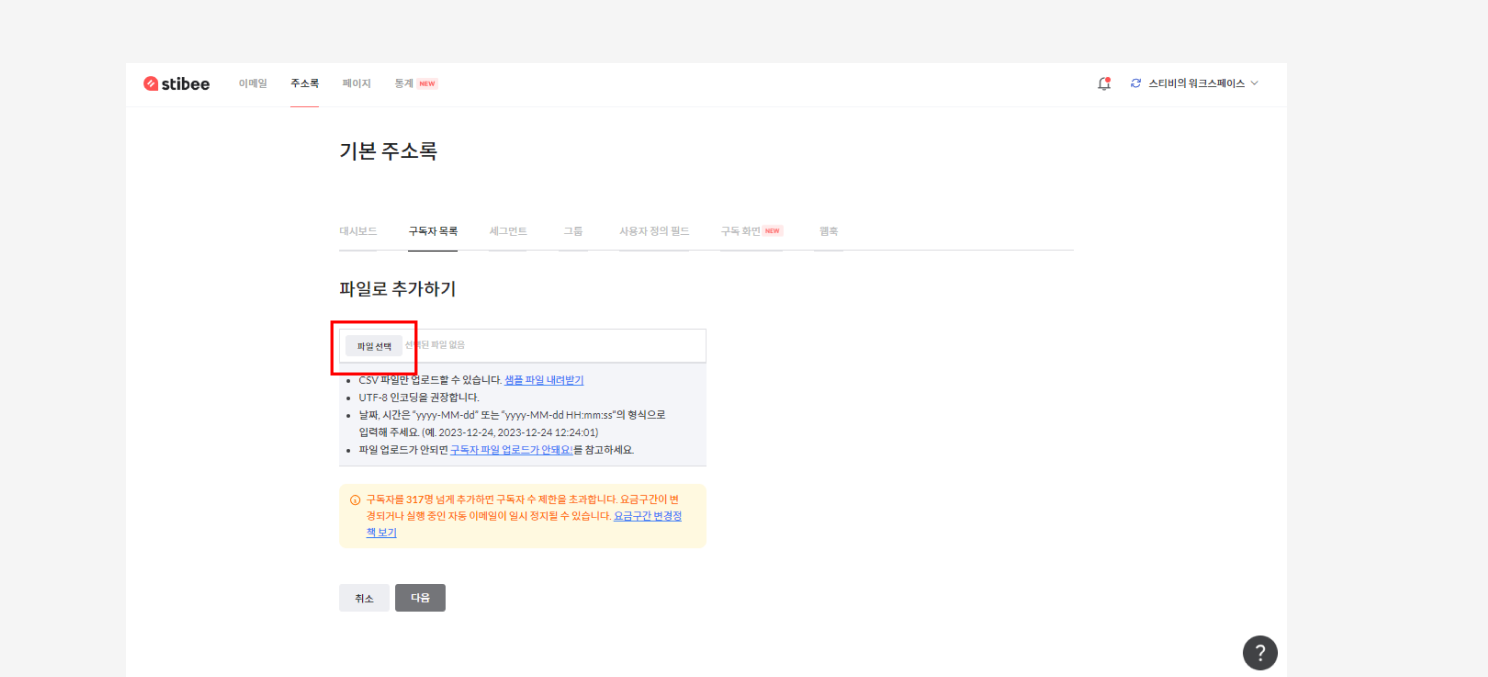 stibee 이메일 주소록 페이지 통계 NEW 스티비의 워크스페이스
기본 주소록
대시보드 구독자 목록 세그먼트 그룹 사용자 정의 필드 구독 화면 NEW 웹훅
파일로 추가하기
파일 선택 선택된 파일 없음
• CSV 파일만 업로드할 수 있습니다. 샘플 파일 내려받기
• UTF-8 인코딩을 권장합니다.
• 날짜, 시간은 "yyyy-MM-dd" 또는 "yyyy-MM-dd HH:mm:ss"의 형식으로
입력해 주세요. (예. 2023-12-24, 2023-12-24 12:24:01)
• 파일 업로드가 안되면 구독자 파일 업로드가 안돼요!를 참고하세요.
구독자를 317명 넘게 추가하면 구독자 수 제한을 초과합니다. 요금구간이 변
경되거나 실행 중인 자동 이메일이 일시 정지될 수 있습니다. 요금구간 변경정
책 보기
취소 다음
?